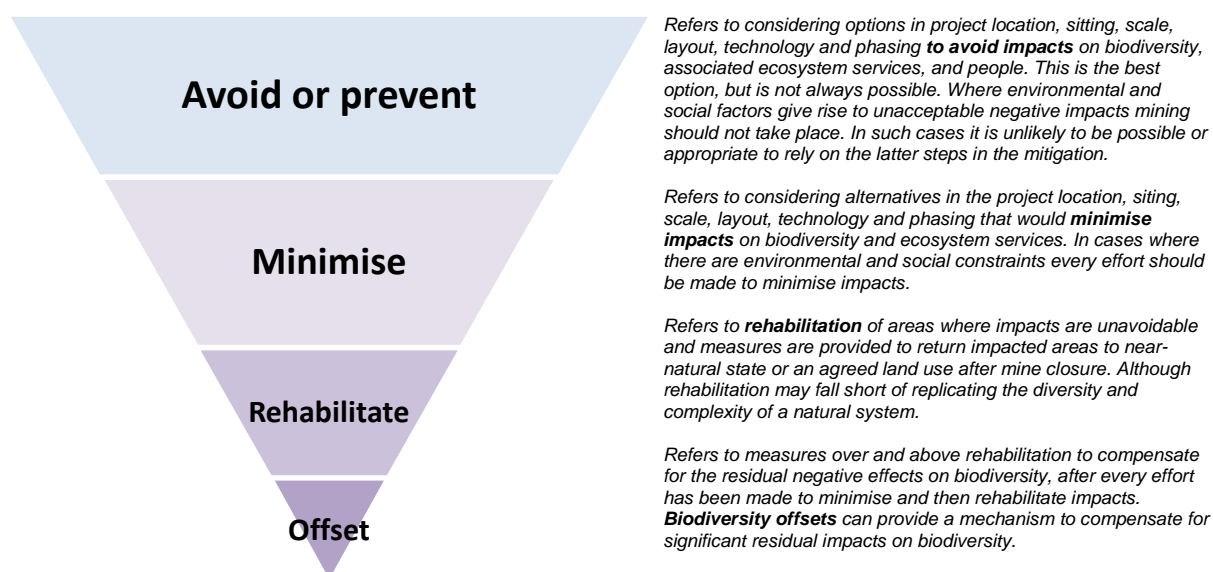 Avoid or prevent
Refers to considering options in project location, sitting, scale,
layout, technology and phasing to avoid impacts on biodiversity,
associated ecosystem services, and people. This is the best
option, but is not always possible. Where environmental and
social factors give rise to unacceptable negative impacts mining
should not take place. In such cases it is unlikely to be possible or
appropriate to rely on the latter steps in the mitigation.
Minimise
Refers to considering alternatives in the project location, siting,
scale, layout, technology and phasing that would minimise
impacts on biodiversity and ecosystem services. In cases where
there are environmental and social constraints every effort should
be made to minimise impacts.
Rehabilitate
Refers to rehabilitation of areas where impacts are unavoidable
and measures are provided to return impacted areas to near-
natural state or an agreed land use after mine closure. Although
rehabilitation may fall short of replicating the diversity and
complexity of a natural system.
Offset
Refers to measures over and above rehabilitation to compensate
for the residual negative effects on biodiversity, after every effort
has been made to minimise and then rehabilitate impacts.
Biodiversity offsets can provide a mechanism to compensate for
significant residual impacts on biodiversity.